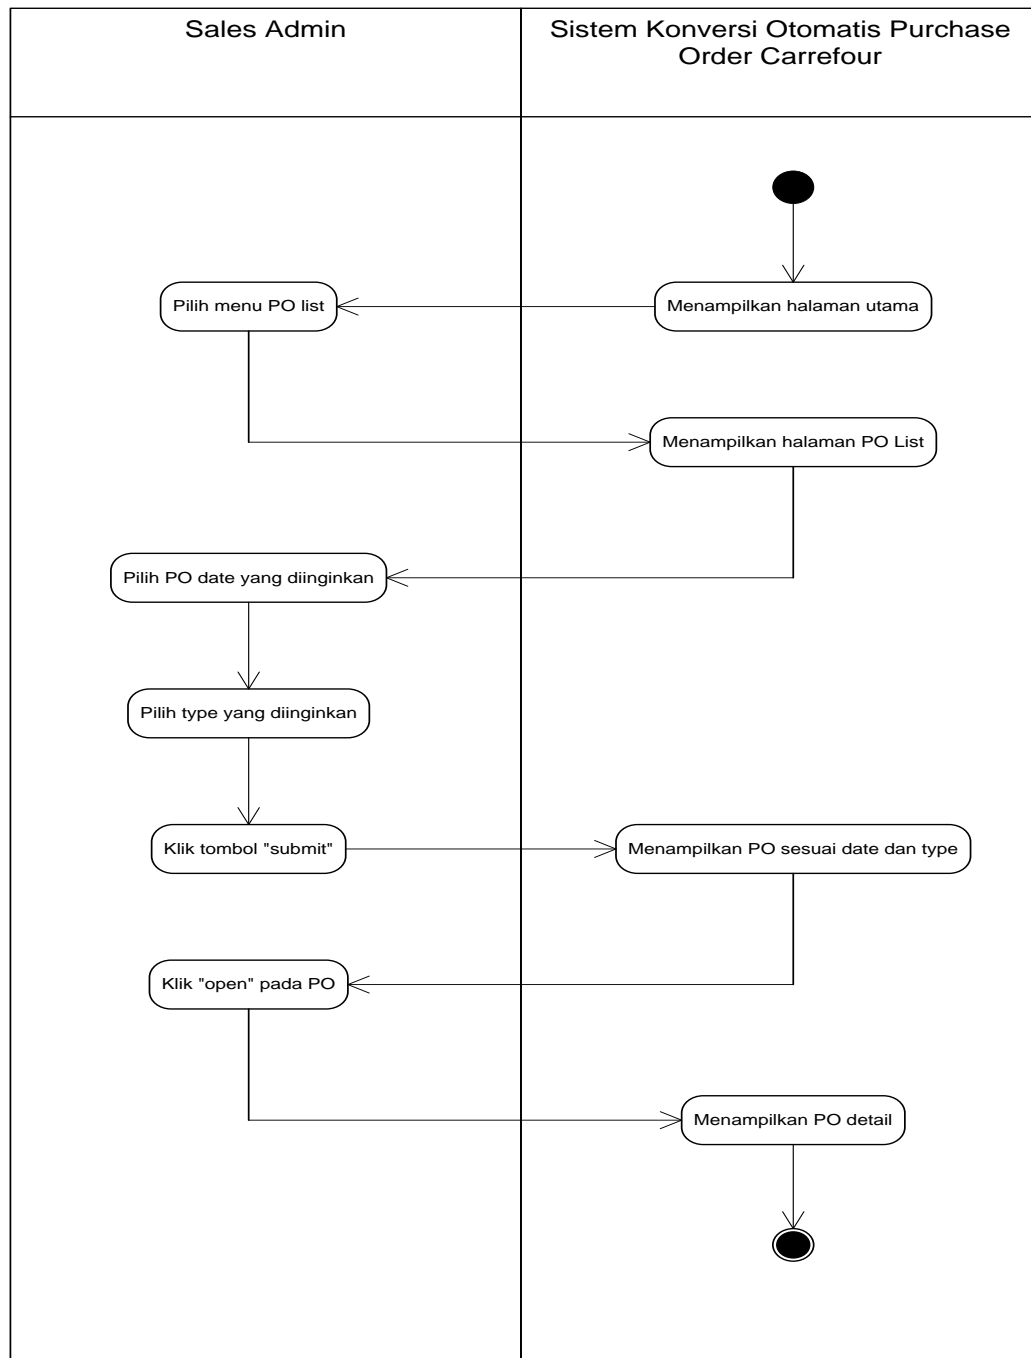 Sales Admin
Sistem Konversi Otomatis Purchase
Order Carrefour
Menampilkan halaman utama
Pilih menu PO list
Menampilkan halaman PO List
Pilih PO date yang diinginkan
Pilih type yang diinginkan
Klik tombol "submit"
Menampilkan PO sesuai date dan type
Klik "open" pada PO
Menampilkan PO detail